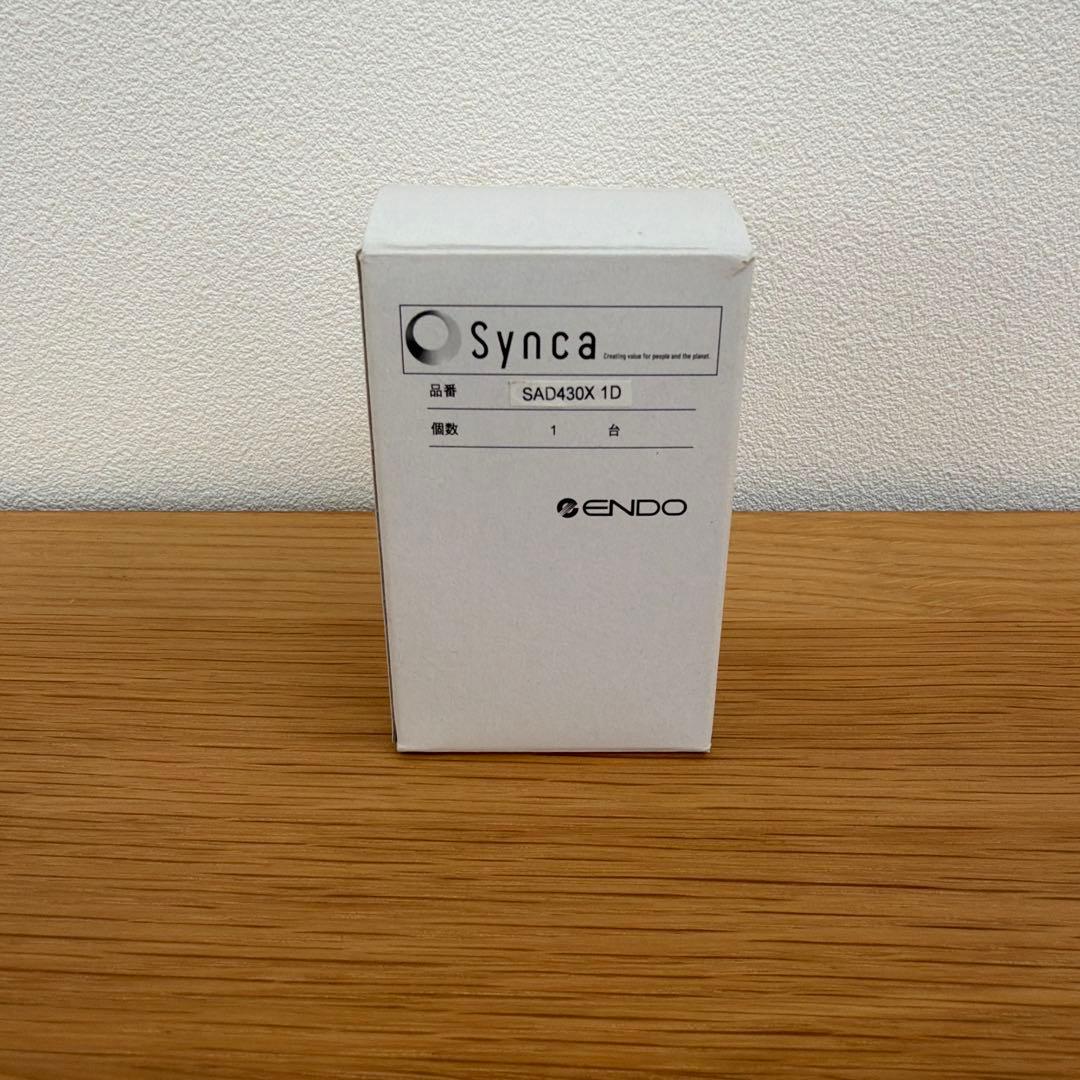 Synca Creating value for people and the planet.
品番 SAD430X 1D
個数 1 台
ENDO